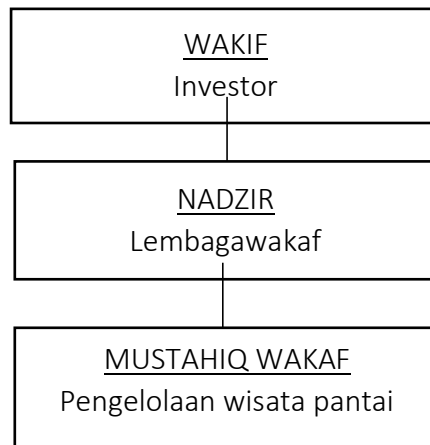 WAKIF
Investor
NADZIR
Lembagawakaf
MUSTAHIQ WAKAF
Pengelolaan wisata pantai